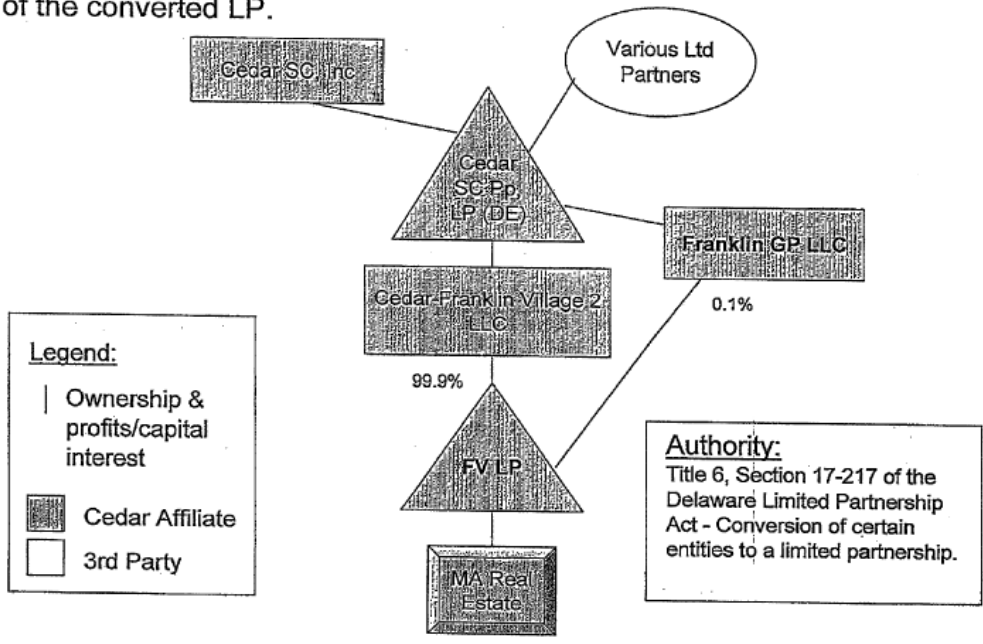 of the converted LP.
Cedar SC, Inc
Various Ltd
Partners
Cedar
SC Pp,
LP (DE)
Franklin GP LLC
Cedar-Franklin Village 2
LLC
0.1%
99.9%
FV LP
MA Real
Estate
Legend:
Ownership &
profits/capital
interest
Cedar Affiliate
3rd Party
Authority:
Title 6, Section 17-217 of the
Delaware Limited Partnership
Act - Conversion of certain
entities to a limited partnership.